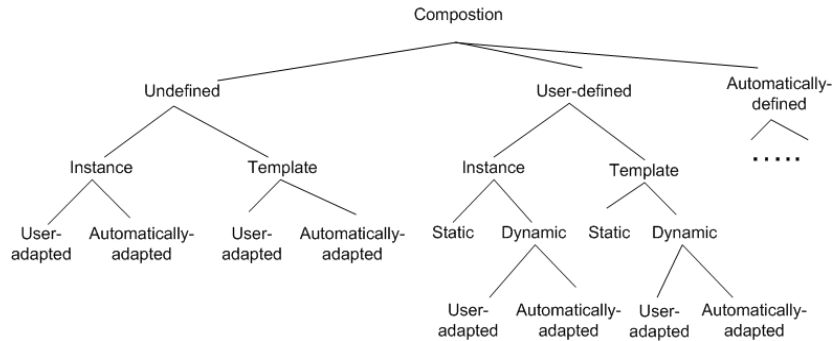 Compostion
Undefined
User-defined
Automatically-
defined
Instance
Template
Instance
Template
.....
User-
adapted
Automatically-
adapted
User-
adapted
Automatically-
adapted
Static
Dynamic
Static
Dynamic
User-
adapted
Automatically-
adapted
User-
adapted
Automatically-
adapted